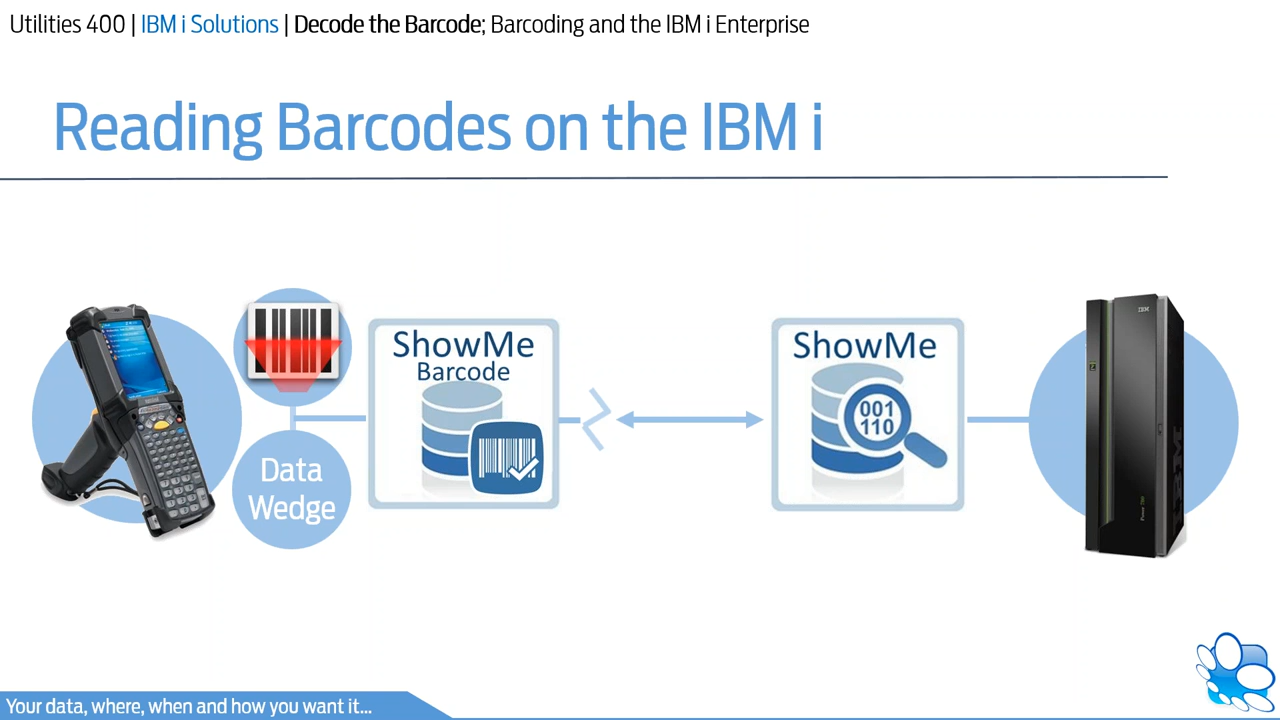 Utilities 400 | IBM i Solutions | Decode the Barcode; Barcoding and the IBM i Enterprise
Reading Barcodes on the IBM i
ShowMe
Barcode
Data
Wedge
ShowMe
001
110
IBM
Your data, where, when and how you want it...